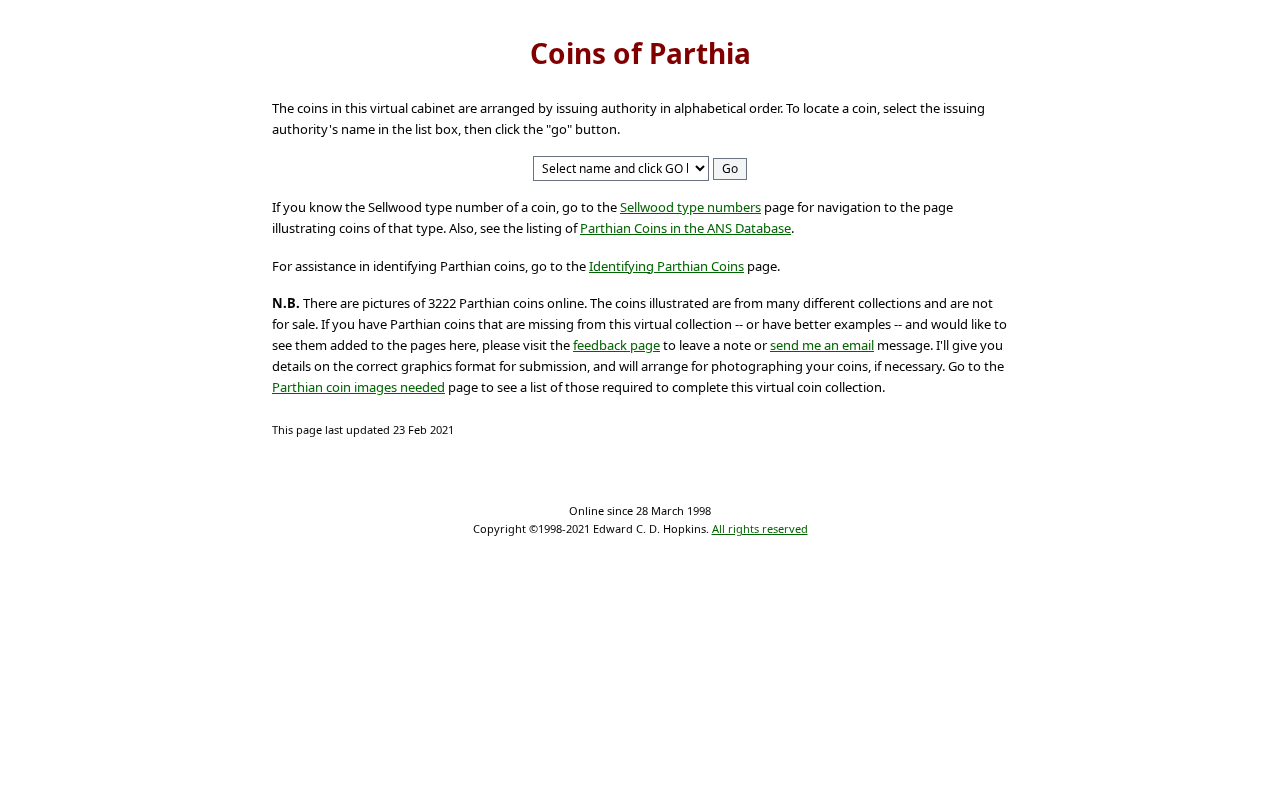 Coins of Parthia
The coins in this virtual cabinet are arranged by issuing authority in alphabetical order. To locate a coin, select the issuing
authority's name in the list box, then click the "go" button.
Select name and click GO Go
If you know the Sellwood type number of a coin, go to the Sellwood type numbers page for navigation to the page
illustrating coins of that type. Also, see the listing of Parthian Coins in the ANS Database.
For assistance in identifying Parthian coins, go to the Identifying Parthian Coins page.
N.B. There are pictures of 3222 Parthian coins online. The coins illustrated are from many different collections and are not
for sale. If you have Parthian coins that are missing from this virtual collection -- or have better examples -- and would like to
see them added to the pages here, please visit the feedback page to leave a note or send me an email message. I'll give you
details on the correct graphics format for submission, and will arrange for photographing your coins, if necessary. Go to the
Parthian coin images needed page to see a list of those required to complete this virtual coin collection.
This page last updated 23 Feb 2021
Online since 28 March 1998
Copyright ©1998-2021 Edward C. D. Hopkins. All rights reserved